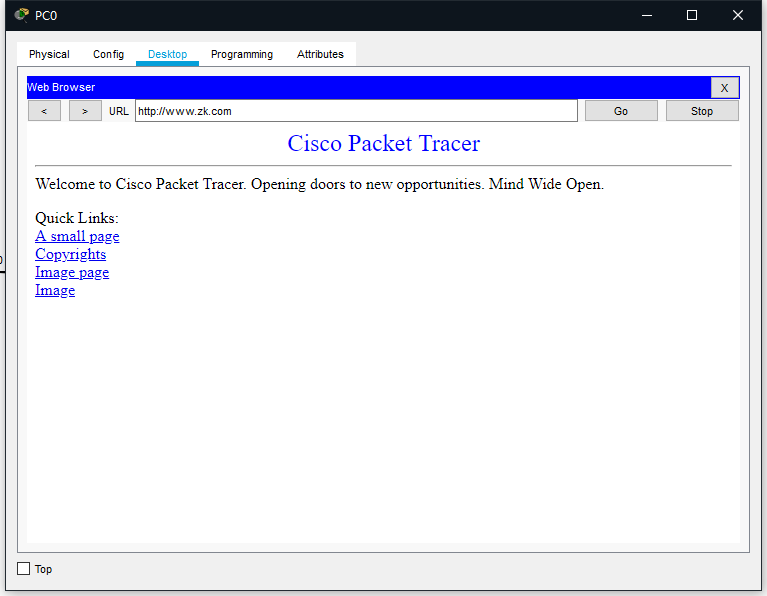 PC0
Physical Config Desktop Programming Attributes
Web Browser X
< > URL http://www.zk.com Go Stop
Cisco Packet Tracer
Welcome to Cisco Packet Tracer. Opening doors to new opportunities. Mind Wide Open.
Quick Links:
A small page
Copyrights
Image page
Image
Top